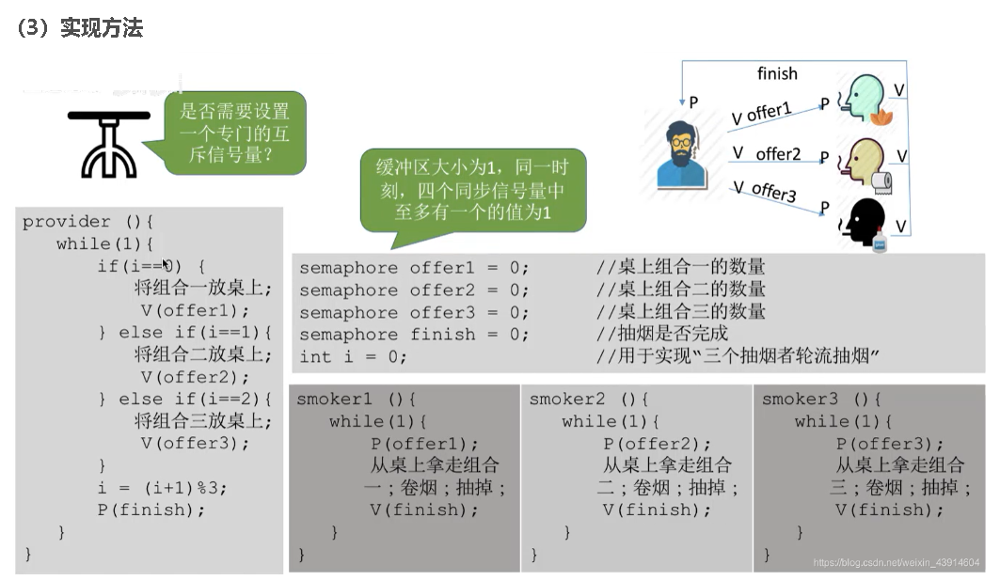 （3）实现方法
是否需要设置
一个专门的互
斥信号量？
缓冲区大小为1，同一时
刻，四个同步信号量中
至多有一个的值为1
finish
P
V offer1 P V
V offer2 P V
V offer3 P V
provider (){
while(1){
if(i==0) {
将组合一放桌上;
V(offer1);
} else if(i==1){
将组合二放桌上;
V(offer2);
} else if(i==2){
将组合三放桌上;
V(offer3);
}
i = (i+1)%3;
P(finish);
}
}
semaphore offer1 = 0; //桌上组合一的数量
semaphore offer2 = 0; //桌上组合二的数量
semaphore offer3 = 0; //桌上组合三的数量
semaphore finish = 0; //抽烟是否完成
int i = 0; //用于实现“三个抽烟者轮流抽烟”
smoker1 (){
while(1){
P(offer1);
从桌上拿走组合
一；卷烟；抽掉；
V(finish);
}
}
smoker2 (){
while(1){
P(offer2);
从桌上拿走组合
二；卷烟；抽掉；
V(finish);
}
}
smoker3 (){
while(1){
P(offer3);
从桌上拿走组合
三；卷烟；抽掉；
V(finish);
}
}
https://blog.csdn.net/weixin_43914604